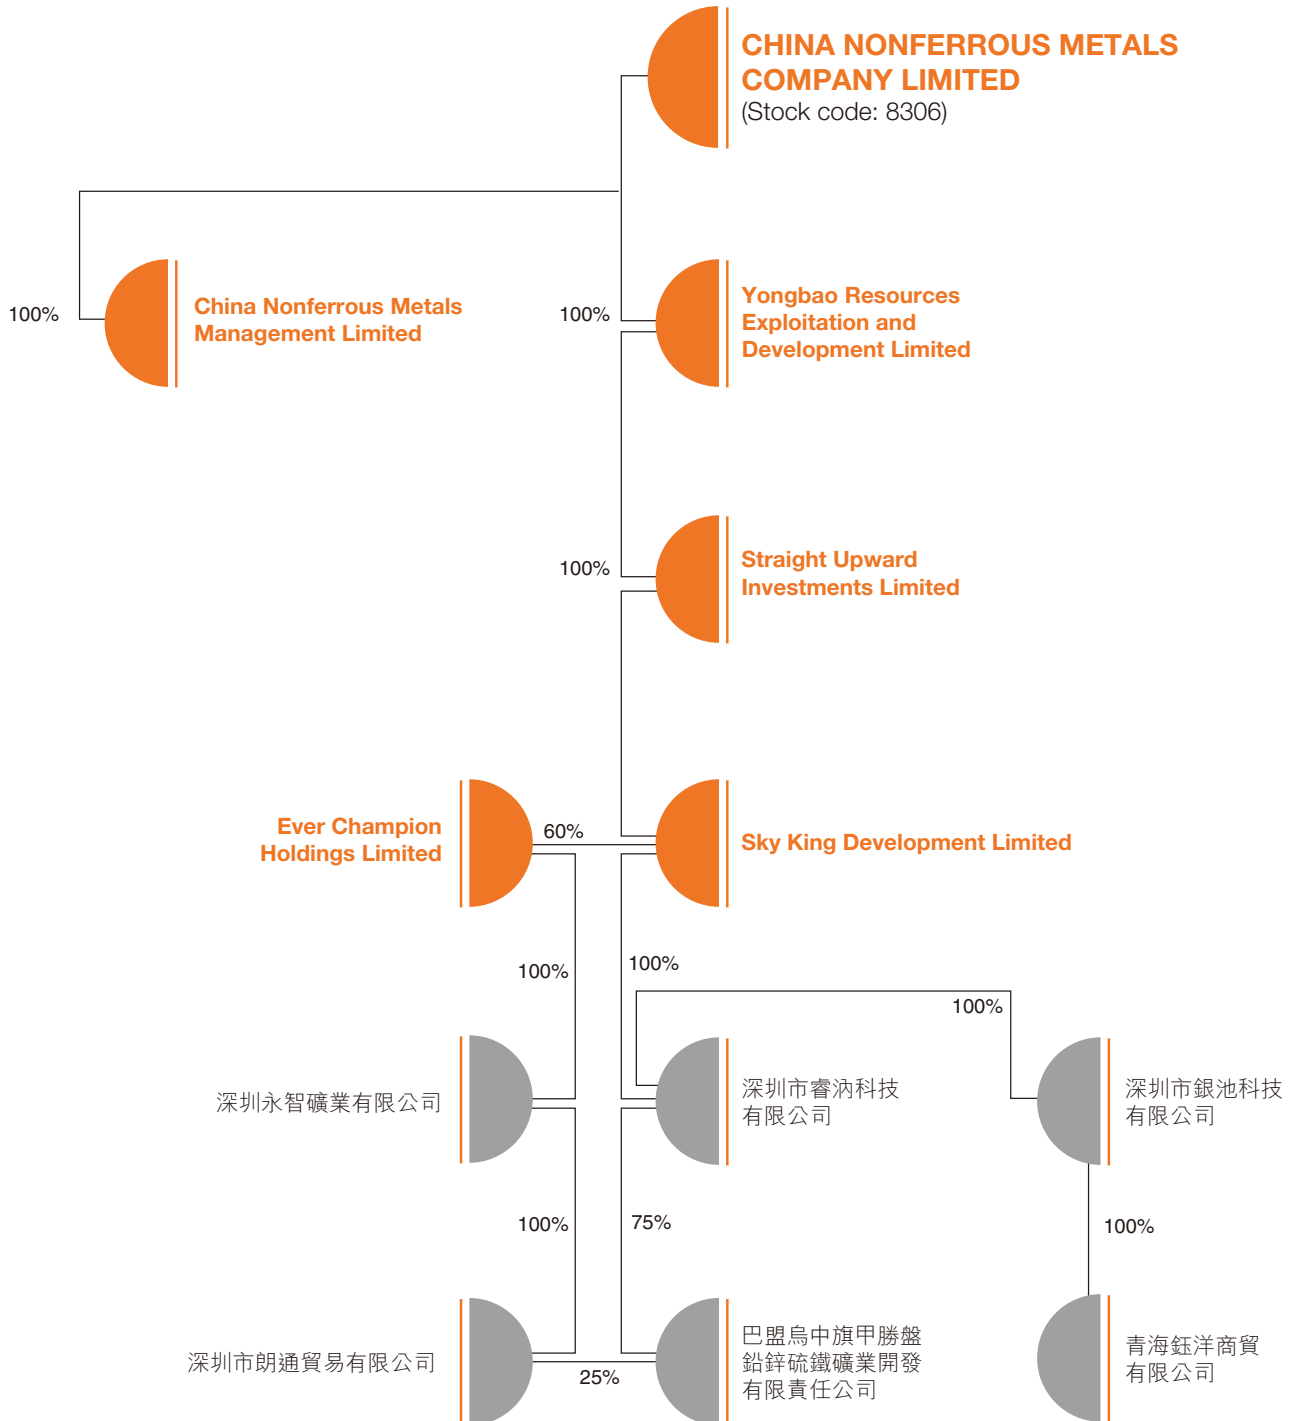 CHINA NONFERROUS METALS
COMPANY LIMITED
(Stock code: 8306)
100%
China Nonferrous Metals
Management Limited
100%
Yongbao Resources
Exploitation and
Development Limited
100%
Straight Upward
Investments Limited
Ever Champion
Holdings Limited
60%
Sky King Development Limited
100%
100%
100%
深圳永智礦業有限公司
深圳市睿汭科技
有限公司
深圳市銀池科技
有限公司
100%
75%
100%
深圳市朗通貿易有限公司
25%
巴盟烏中旗甲勝盤
鉛鋅硫鐵礦業開發
有限責任公司
青海鈺洋商貿
有限公司